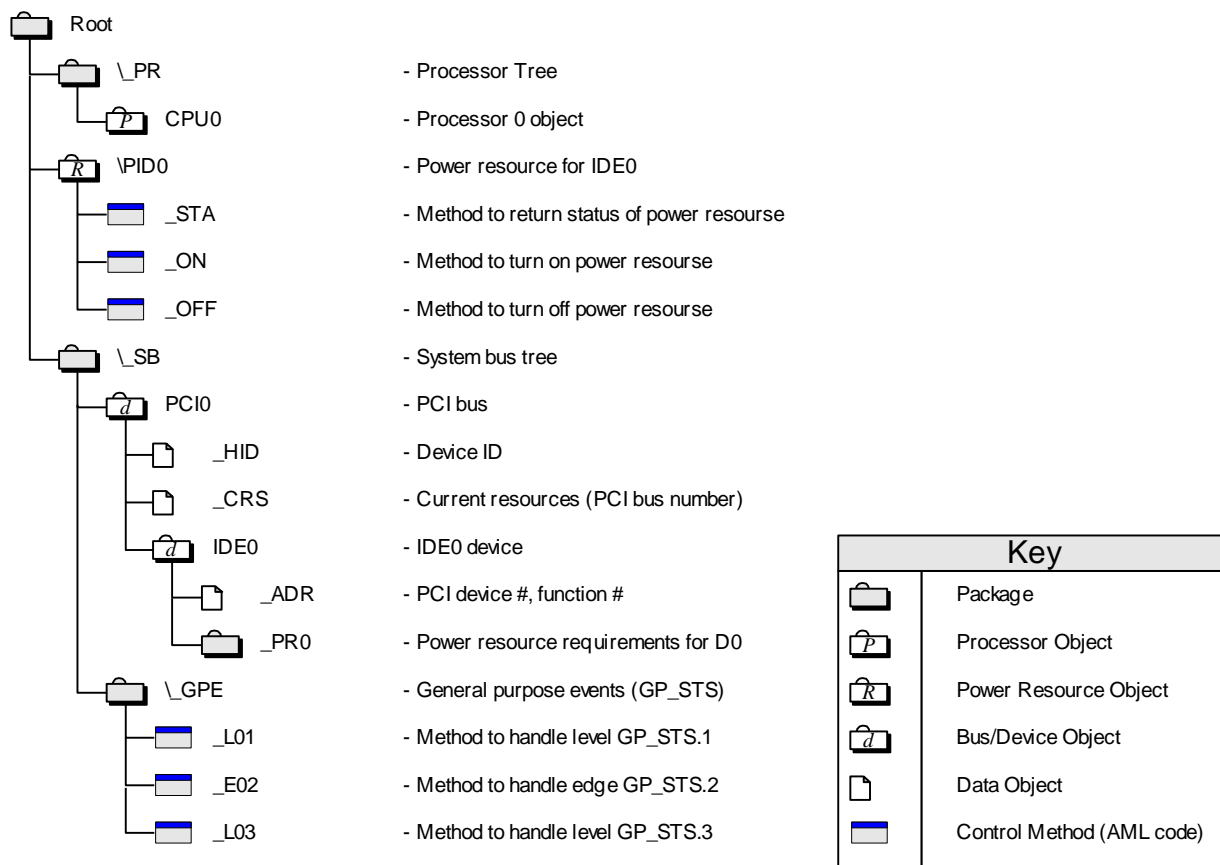 Root
\_PR - Processor Tree
P CPU0 - Processor 0 object
R \PID0 - Power resource for IDE0
_STA - Method to return status of power resourse
_ON - Method to turn on power resourse
_OFF - Method to turn off power resourse
\_SB - System bus tree
d PCI0 - PCI bus
_HID - Device ID
_CRS - Current resources (PCI bus number)
d IDE0 - IDE0 device
_ADR - PCI device #, function #
_PR0 - Power resource requirements for D0
\_GPE - General purpose events (GP_STS)
_L01 - Method to handle level GP_STS.1
_E02 - Method to handle edge GP_STS.2
_L03 - Method to handle level GP_STS.3
Key
Package
P Processor Object
R Power Resource Object
d Bus/Device Object
Data Object
Control Method (AML code)